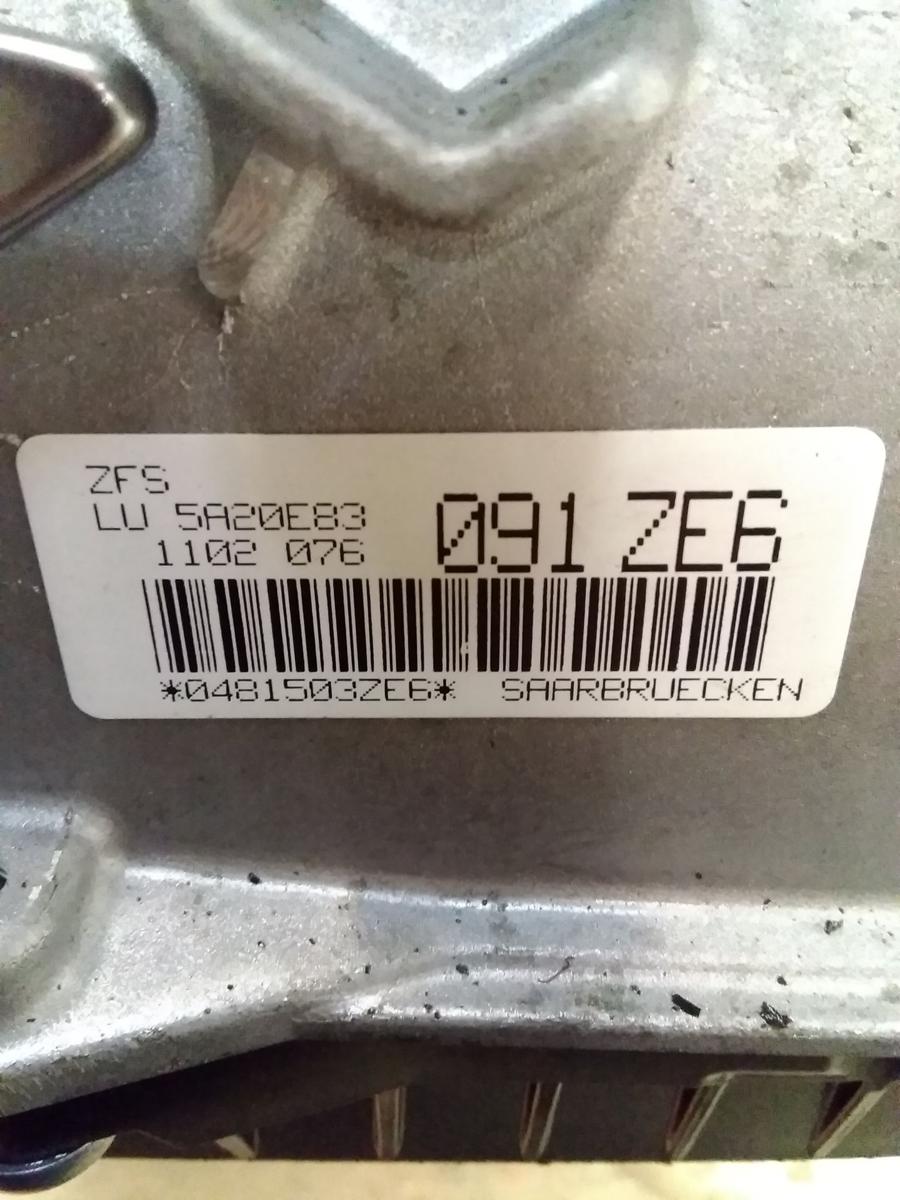 ZFS
LU 5A20E83
1102 076
091 ZE6
*0481503ZE6* SAARBRUECKEN